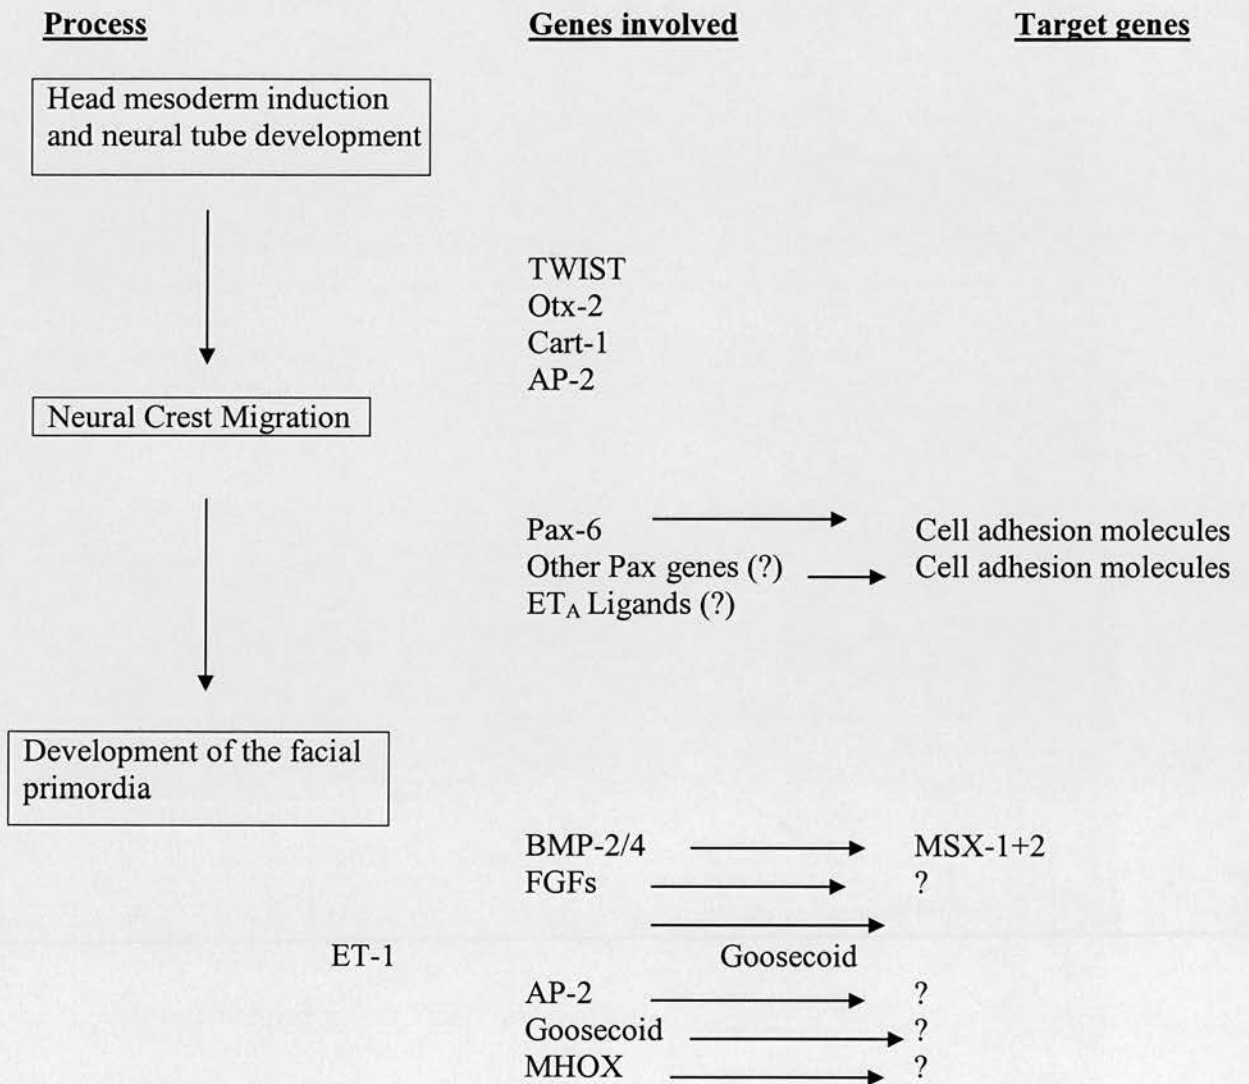 Process Genes involved Target genes
Head mesoderm induction
and neural tube development
TWIST
Otx-2
Cart-1
AP-2
Neural Crest Migration
Pax-6 Cell adhesion molecules
Other Pax genes (?) Cell adhesion molecules
ETA Ligands (?)
Development of the facial
primordia
BMP-2/4 MSX-1+2
FGFs ?
ET-1 Goosecoid
AP-2 ?
Goosecoid ?
MHOX ?